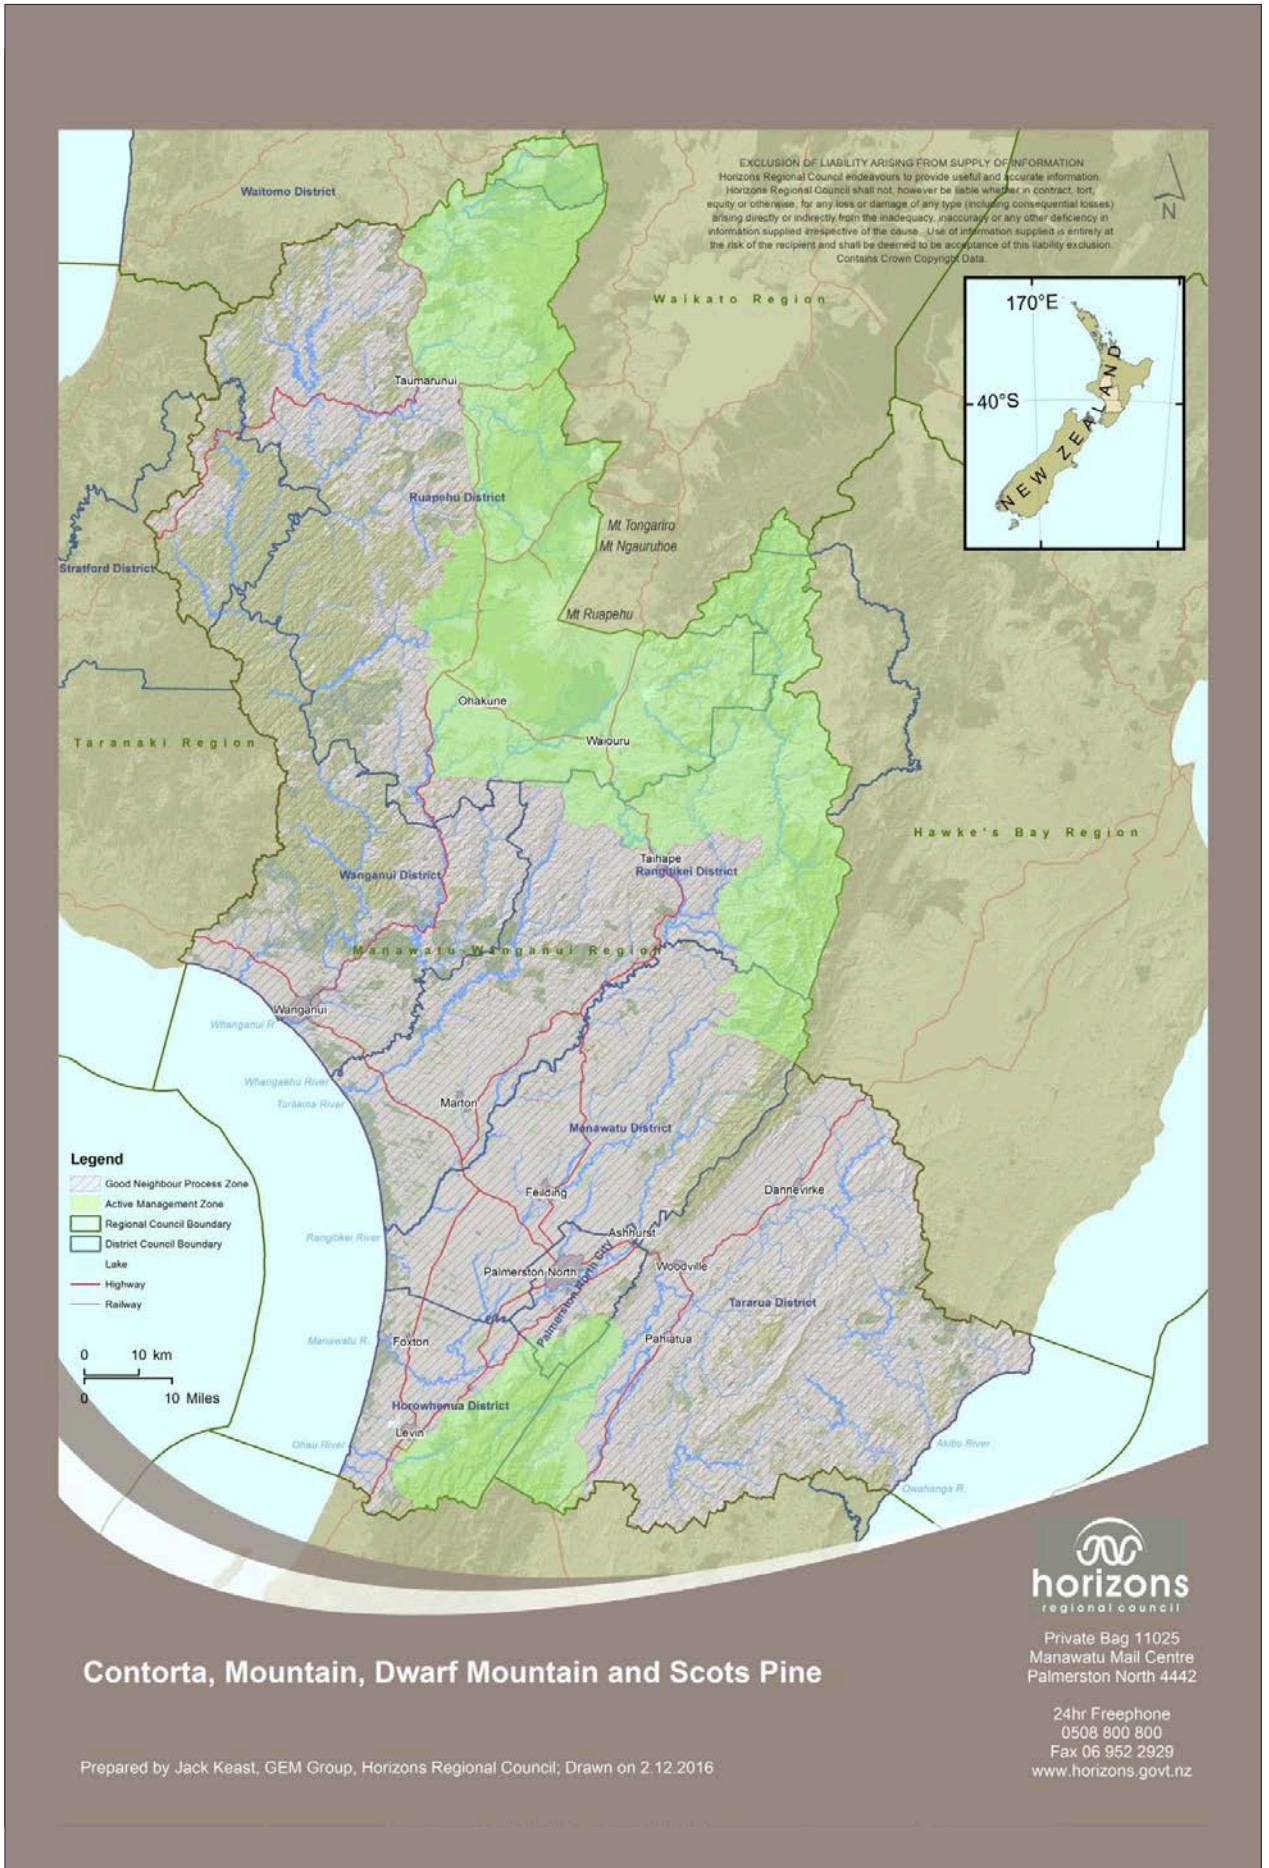 EXCLUSION OF LIABILITY ARISING FROM SUPPLY OF INFORMATION
Horizons Regional Council endeavours to provide useful and accurate information.
Horizons Regional Council shall not, however be liable whether in contract, tort,
equity or otherwise, for any loss or damage of any type (including consequential losses)
arising directly or indirectly from the inadequacy, inaccuracy or any other deficiency in
information supplied irrespective of the cause. Use of information supplied is entirely at
the risk of the recipient and shall be deemed to be acceptance of this liability exclusion.
Contains Crown Copyright Data.
N
Waitomo District
Waikato Region
170°E
40°S
NEW ZEALAND
Taumarunui
Ruapehu District
Mt Tongariro
Mt Ngauruhoe
Stratford District
Mt Ruapehu
Ohakune
Waiouru
Taranaki Region
Hawke's Bay Region
Taihape
Rangitikei District
Wanganui District
Manawatu-Wanganui Region
Wanganui
Whanganui R.
Whangaehu River
Turakina River
Marton
Manawatu District
Feilding
Dannevirke
Ashhurst
Rangitikei River
Palmerston North
Palmerston North City
Woodville
Tararua District
Manawatu R.
Foxton
Pahiatua
Horowhenua District
Levin
Ohau River
Akitio River
Owahanga R.
Legend
Good Neighbour Process Zone
Active Management Zone
Regional Council Boundary
District Council Boundary
Lake
Highway
Railway
0 10 km
0 10 Miles
horizons
regional council
Private Bag 11025
Manawatu Mail Centre
Palmerston North 4442
24hr Freephone
0508 800 800
Fax 06 952 2929
www.horizons.govt.nz
Contorta, Mountain, Dwarf Mountain and Scots Pine
Prepared by Jack Keast, GEM Group, Horizons Regional Council; Drawn on 2.12.2016